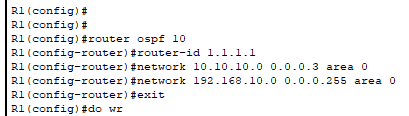 R1(config)#
R1(config)#
R1(config)#router ospf 10
R1(config-router)#router-id 1.1.1.1
R1(config-router)#network 10.10.10.0 0.0.0.3 area 0
R1(config-router)#network 192.168.10.0 0.0.0.255 area 0
R1(config-router)#exit
R1(config)#do wr